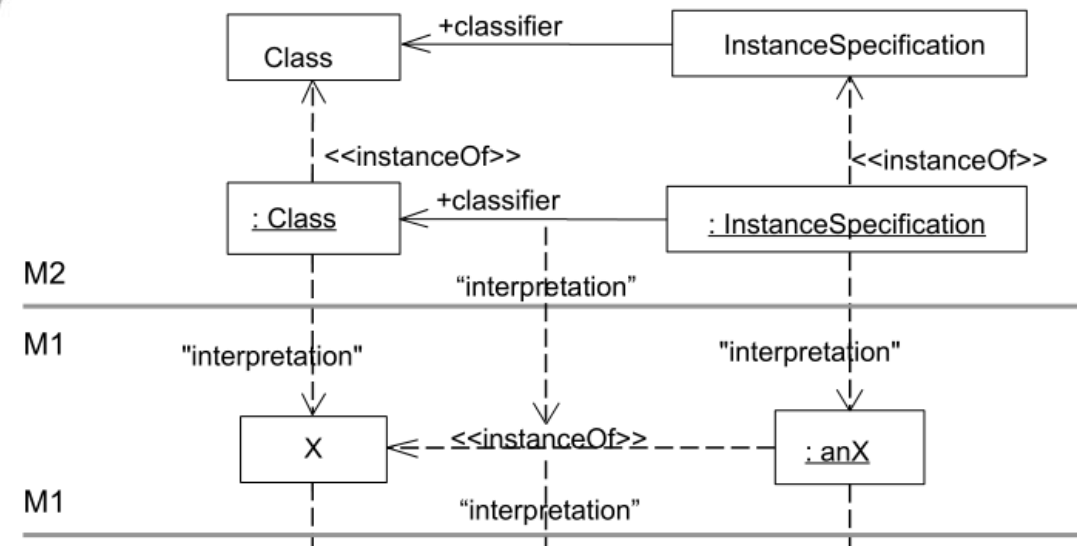 +classifier
Class
InstanceSpecification
<<instanceOf>>
<<instanceOf>>
+classifier
: Class
: InstanceSpecification
M2
“interpretation”
M1
"interpretation"
"interpretation"
<<instanceOf>>
X
: anX
M1
“interpretation”